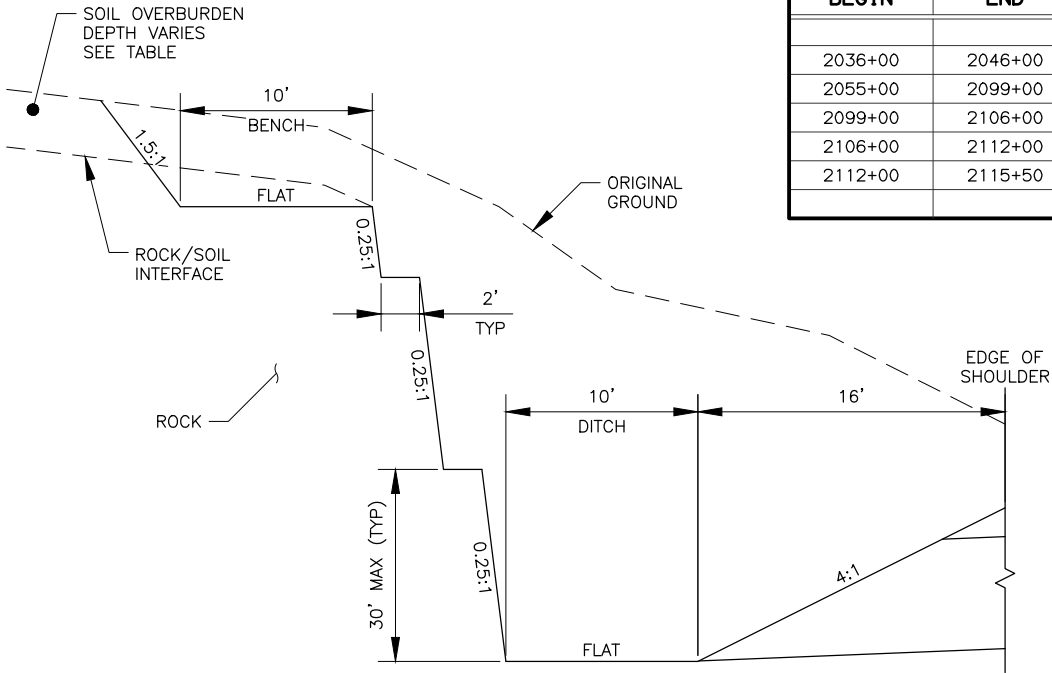 SOIL OVERBURDEN
DEPTH VARIES
SEE TABLE
BEGIN END
2036+00 2046+00
2055+00 2099+00
2099+00 2106+00
2106+00 2112+00
2112+00 2115+50
10'
BENCH
1.5:1
FLAT
ORIGINAL
GROUND
ROCK/SOIL
INTERFACE
0.25:1
2'
TYP
0.25:1
ROCK
EDGE OF
SHOULDER
10'
DITCH
16'
30' MAX (TYP)
0.25:1
4:1
FLAT